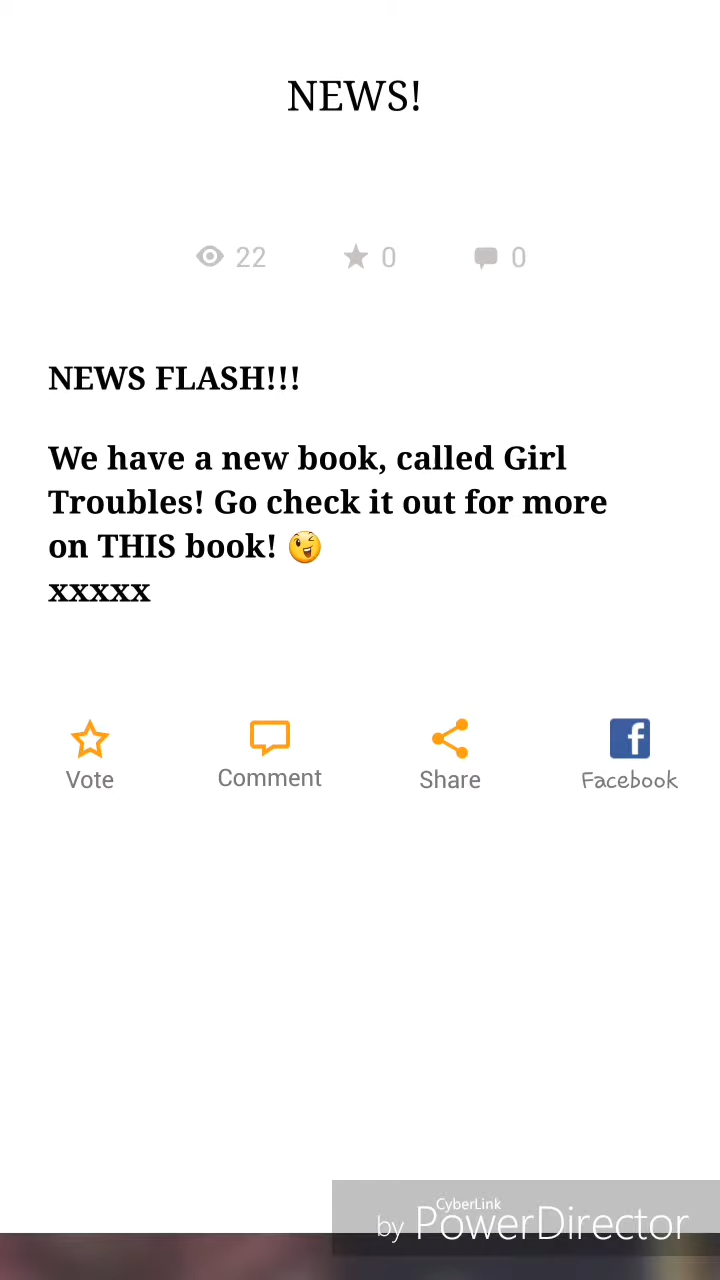 NEWS!
22 0 0
NEWS FLASH!!!
We have a new book, called Girl
Troubles! Go check it out for more
on THIS book! 😉
xxxxx
Vote Comment Share Facebook
CyberLink
by PowerDirector